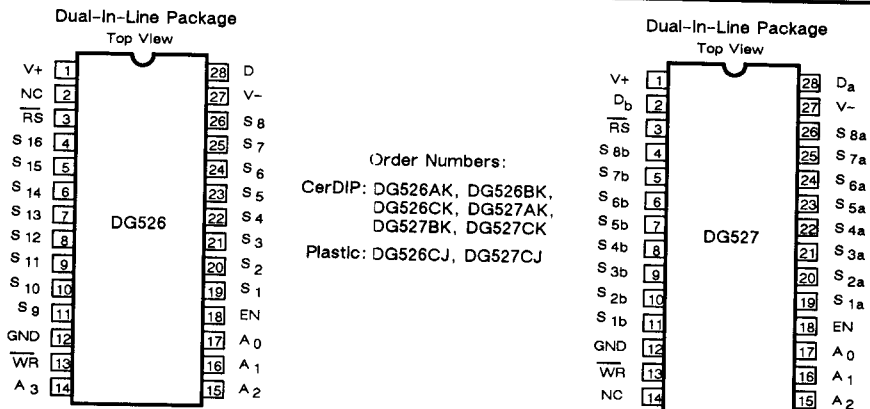 Dual-In-Line Package
Top View
V+ 1 28 D
NC 2 27 V-
RS 3 26 S 8
S 16 4 25 S 7
S 15 5 24 S 6
S 14 6 23 S 5
S 13 7 22 S 4
S 12 8 21 S 3
S 11 9 20 S 2
S 10 10 19 S 1
S 9 11 18 EN
GND 12 17 A 0
WR 13 16 A 1
A 3 14 15 A 2
DG526
Order Numbers:
CerDIP: DG526AK, DG526BK,
DG526CK, DG527AK,
DG527BK, DG527CK
Plastic: DG526CJ, DG527CJ
Dual-In-Line Package
Top View
V+ 1 28 Da
Db 2 27 V-
RS 3 26 S 8a
S 8b 4 25 S 7a
S 7b 5 24 S 6a
S 6b 6 23 S 5a
S 5b 7 22 S 4a
S 4b 8 21 S 3a
S 3b 9 20 S 2a
S 2b 10 19 S 1a
S 1b 11 18 EN
GND 12 17 A 0
WR 13 16 A 1
NC 14 15 A 2
DG527